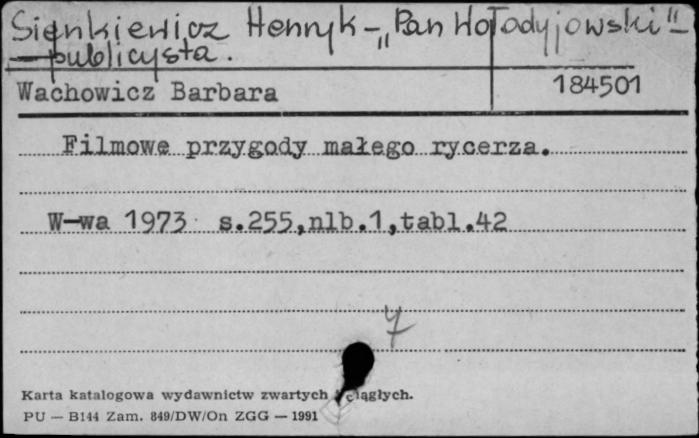 Sienkiewicz Henryk - „Pan Wołodyjowski" -
- publicysta.
Wachowicz Barbara 184501
Filmowe przygody małego rycerza.
W-wa 1973 s.255,nlb.1,tabl.42
Karta katalogowa wydawnictw zwartych ciągłych.
PU — B144 Zam. 849/DW/On ZGG — 1991